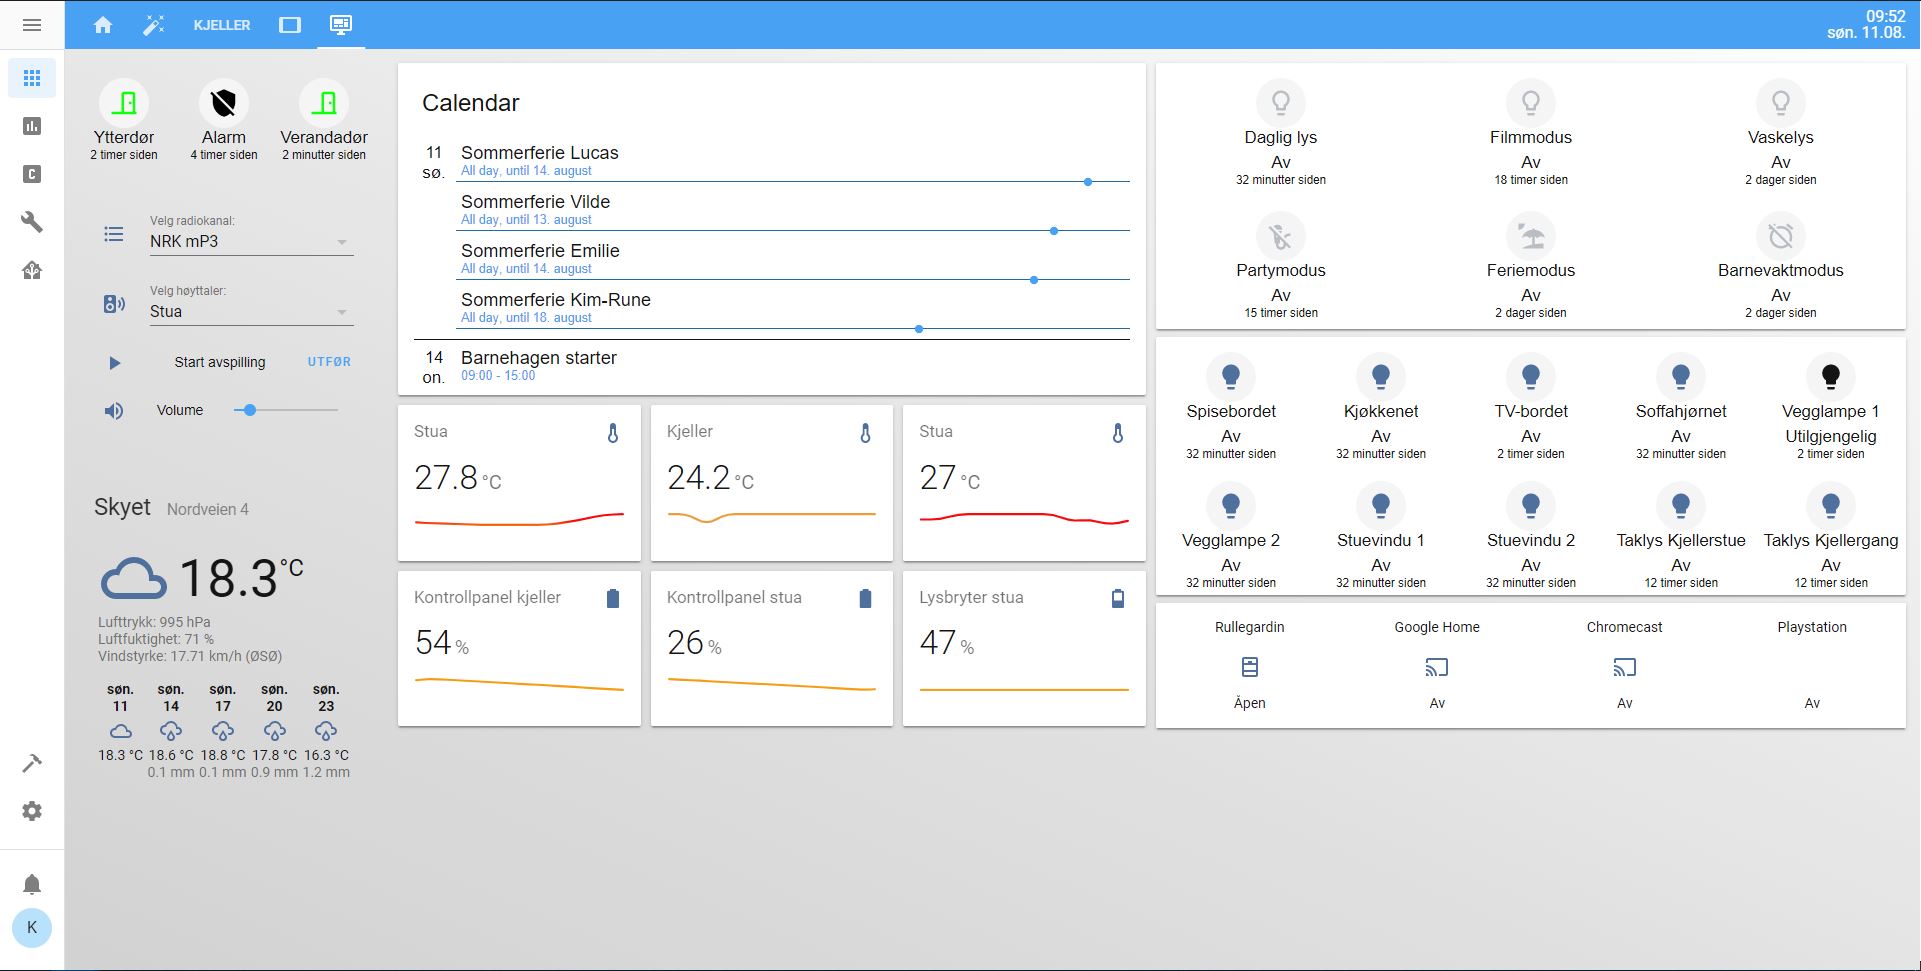 KJELLER
09:52
søn. 11.08.
Ytterdør
2 timer siden
Alarm
4 timer siden
Verandadør
2 minutter siden
Velg radiokanal:
NRK mP3
Velg høyttaler:
Stua
Start avspilling
UTFØR
Volume
Skyet
Nordveien 4
18.3 °C
Lufttrykk: 995 hPa
Luftfuktighet: 71 %
Vindstyrke: 17.71 km/h (ØSØ)
søn. søn. søn. søn. søn.
11 14 17 20 23
18.3 °C 18.6 °C 18.8 °C 17.8 °C 16.3 °C
0.1 mm 0.1 mm 0.9 mm 1.2 mm
K
Calendar
11
sø.
Sommerferie Lucas
All day, until 14. august
Sommerferie Vilde
All day, until 13. august
Sommerferie Emilie
All day, until 14. august
Sommerferie Kim-Rune
All day, until 18. august
14
on.
Barnehagen starter
09:00 - 15:00
Stua
27.8 °C
Kjeller
24.2 °C
Stua
27 °C
Kontrollpanel kjeller
54 %
Kontrollpanel stua
26 %
Lysbryter stua
47 %
Daglig lys
Av
32 minutter siden
Filmmodus
Av
18 timer siden
Vaskelys
Av
2 dager siden
Partymodus
Av
15 timer siden
Feriemodus
Av
2 dager siden
Barnevaktmodus
Av
2 dager siden
Spisebordet
Av
32 minutter siden
Kjøkkenet
Av
32 minutter siden
TV-bordet
Av
2 timer siden
Soffahjørnet
Av
32 minutter siden
Vegglampe 1
Utilgjengelig
2 timer siden
Vegglampe 2
Av
32 minutter siden
Stuevindu 1
Av
32 minutter siden
Stuevindu 2
Av
32 minutter siden
Taklys Kjellerstue
Av
12 timer siden
Taklys Kjellergang
Av
12 timer siden
Rullegardin
Åpen
Google Home
Av
Chromecast
Av
Playstation
Av